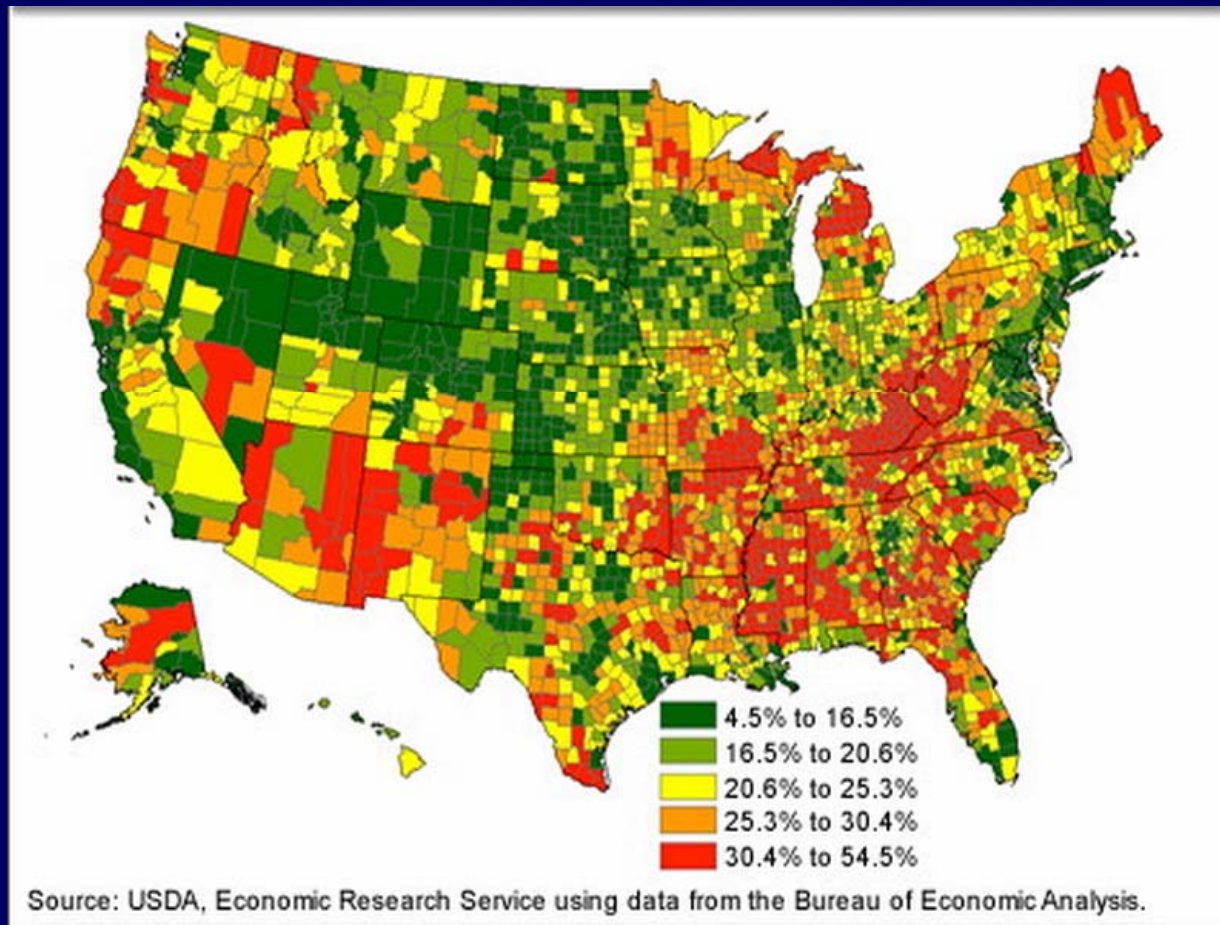 4.5% to 16.5%
16.5% to 20.6%
20.6% to 25.3%
25.3% to 30.4%
30.4% to 54.5%
Source: USDA, Economic Research Service using data from the Bureau of Economic Analysis.